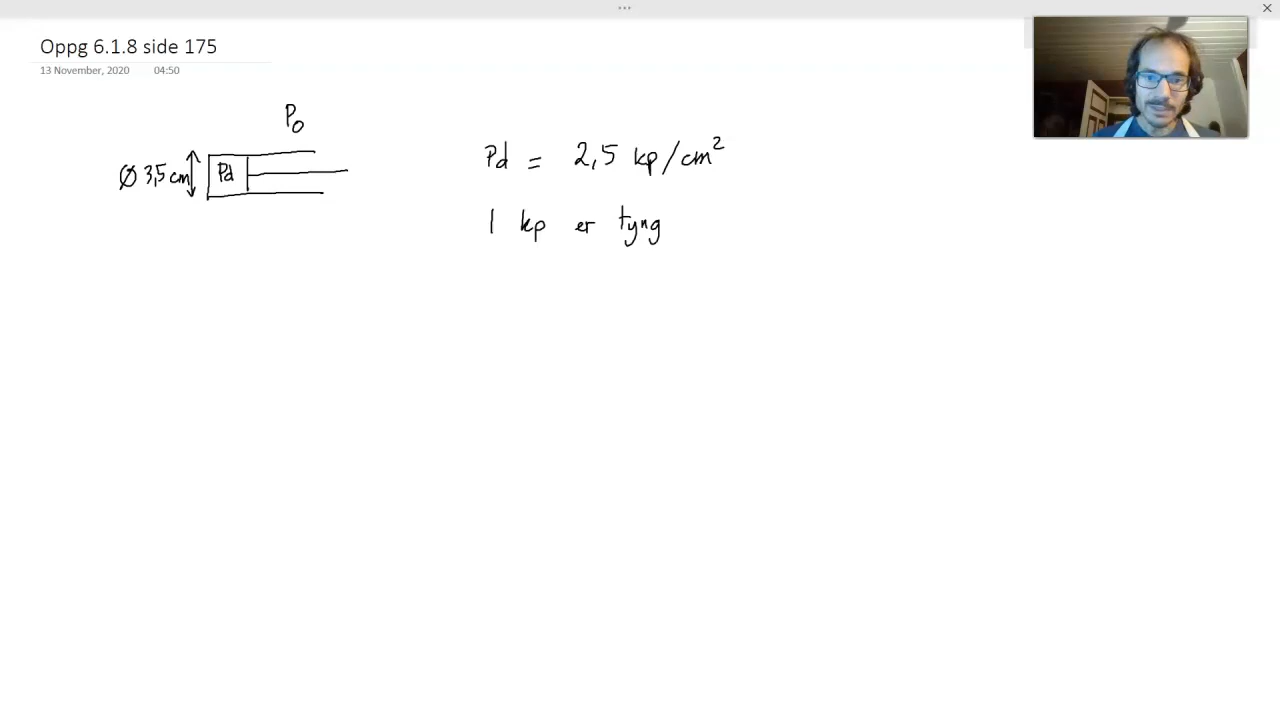 Oppg 6.1.8 side 175
13 November, 2020 04:50
P₀
Ø 3,5 cm Pd
Pd = 2,5 kp/cm²
1 kp er tyng